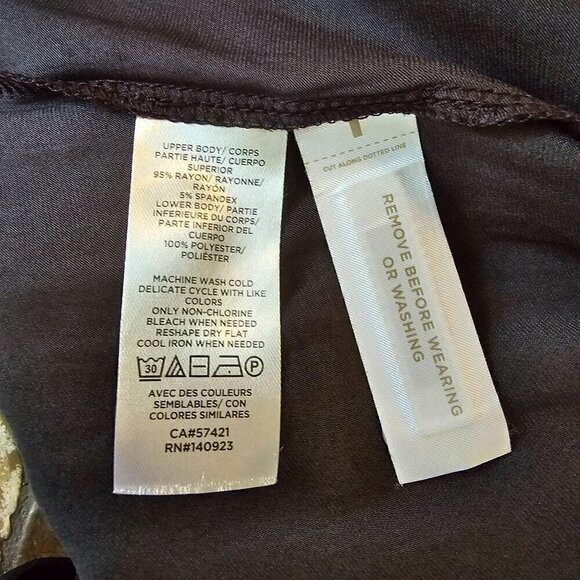 UPPER BODY/ CORPS
PARTIE HAUTE/ CUERPO
SUPERIOR
95% RAYON/ RAYONNE/
RAYÓN
5% SPANDEX
LOWER BODY/ PARTIE
INFERIEURE DU CORPS/
PARTE INFERIOR DEL
CUERPO
100% POLYESTER/
POLIÉSTER
MACHINE WASH COLD
DELICATE CYCLE WITH LIKE
COLORS
ONLY NON-CHLORINE
BLEACH WHEN NEEDED
RESHAPE DRY FLAT
COOL IRON WHEN NEEDED
30 P
AVEC DES COULEURS
SEMBLABLES/ CON
COLORES SIMILARES
CA#57421
RN#140923
CUT ALONG DOTTED LINE
REMOVE BEFORE WEARING
OR WASHING